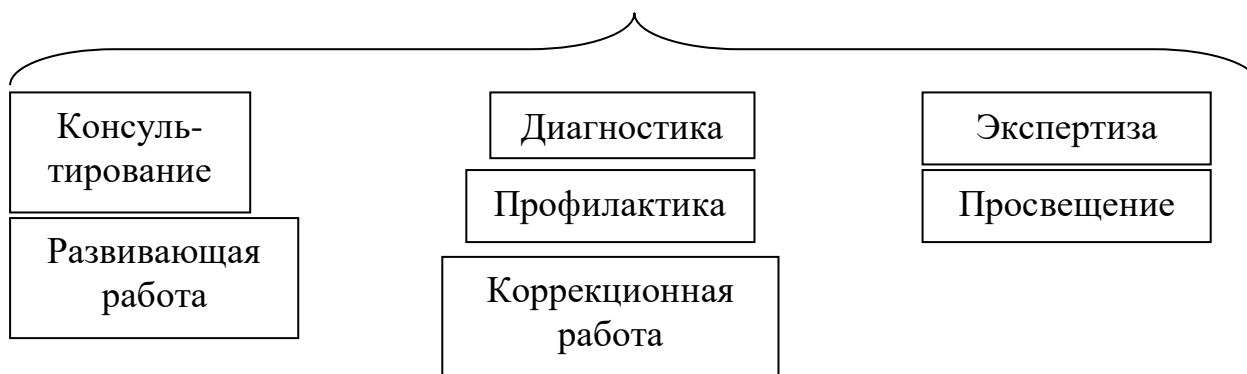 Консуль-
тирование
Развивающая
работа
Диагностика
Профилактика
Коррекционная
работа
Экспертиза
Просвещение